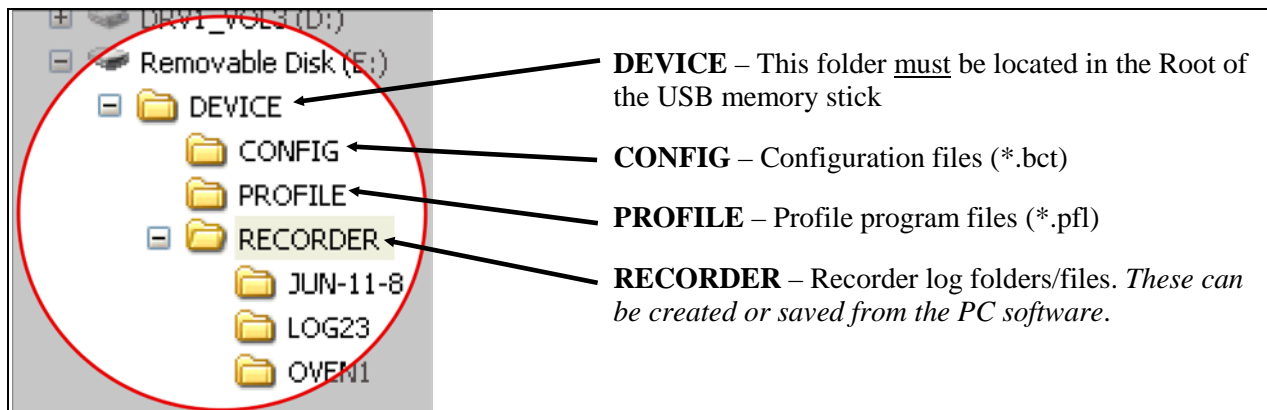 DRV1_VOL3 (D:)
Removable Disk (E:)
DEVICE
CONFIG
PROFILE
RECORDER
JUN-11-8
LOG23
OVEN1
DEVICE – This folder must be located in the Root of
the USB memory stick
CONFIG – Configuration files (*.bct)
PROFILE – Profile program files (*.pfl)
RECORDER – Recorder log folders/files. These can
be created or saved from the PC software.